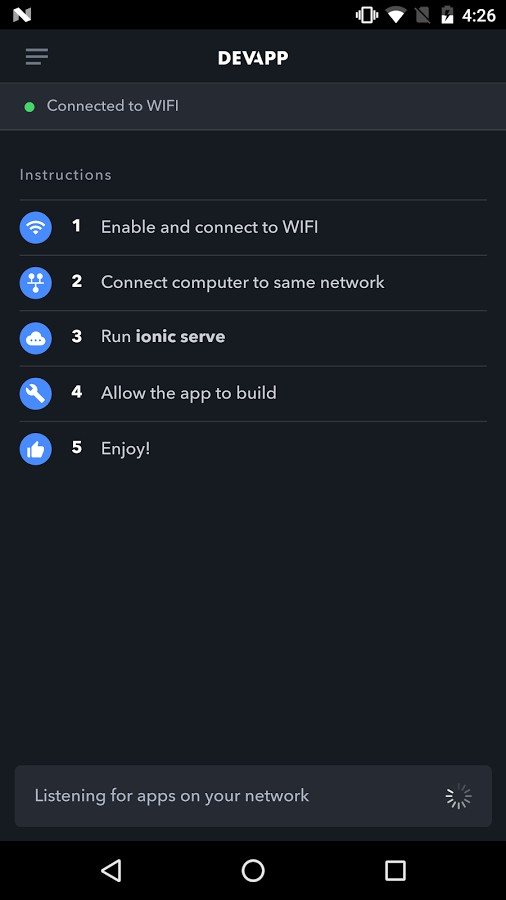 4:26
DEVAPP
Connected to WIFI
Instructions
1 Enable and connect to WIFI
2 Connect computer to same network
3 Run ionic serve
4 Allow the app to build
5 Enjoy!
Listening for apps on your network